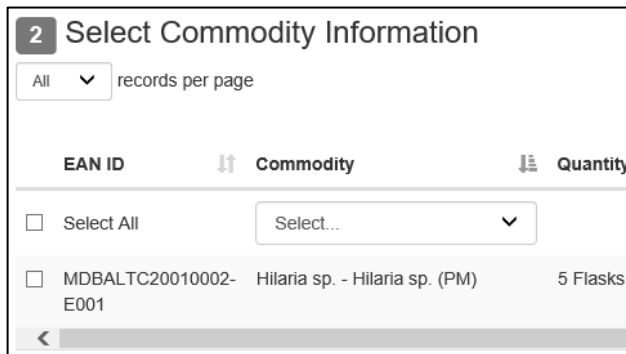 2 Select Commodity Information
All records per page
EAN ID Commodity Quantity
Select All Select...
MDBALTC20010002- Hilaria sp. - Hilaria sp. (PM) 5 Flasks
E001